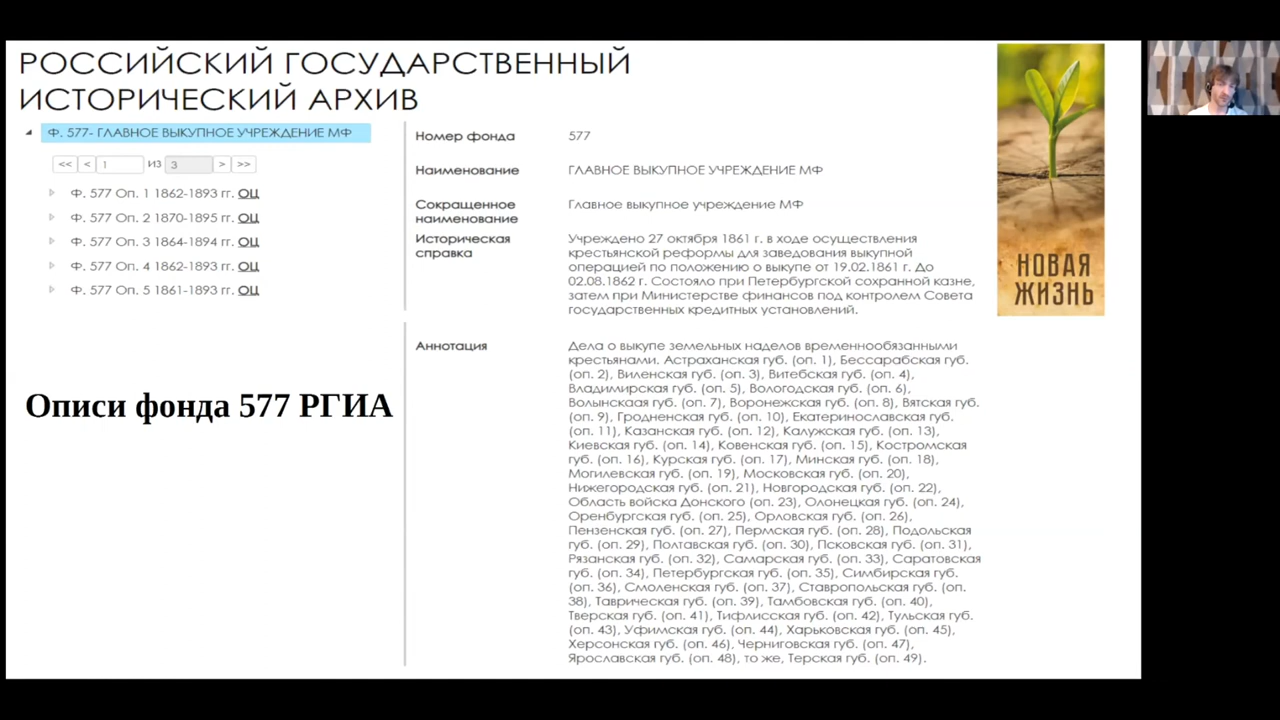 РОССИЙСКИЙ ГОСУДАРСТВЕННЫЙ
ИСТОРИЧЕСКИЙ АРХИВ
Ф. 577- ГЛАВНОЕ ВЫКУПНОЕ УЧРЕЖДЕНИЕ МФ
<< < 1 ИЗ 3 > >>
Ф. 577 Оп. 1 1862-1893 гг. ОЦ
Ф. 577 Оп. 2 1870-1895 гг. ОЦ
Ф. 577 Оп. 3 1864-1894 гг. ОЦ
Ф. 577 Оп. 4 1862-1893 гг. ОЦ
Ф. 577 Оп. 5 1861-1893 гг. ОЦ
Описи фонда 577 РГИА
Номер фонда 577
Наименование ГЛАВНОЕ ВЫКУПНОЕ УЧРЕЖДЕНИЕ МФ
Сокращенное
наименование
Главное выкупное учреждение МФ
Историческая
справка
Учреждено 27 октября 1861 г. в ходе осуществления
крестьянской реформы для заведования выкупной
операцией по положению о выкупе от 19.02.1861 г. До
02.08.1862 г. Состояло при Петербургской сохранной казне,
затем при Министерстве финансов под контролем Совета
государственных кредитных установлений.
Аннотация
Дела о выкупе земельных наделов временнообязанными
крестьянами. Астраханская губ. (оп. 1), Бессарабская губ.
(оп. 2), Виленская губ. (оп. 3), Витебская губ. (оп. 4),
Владимирская губ. (оп. 5), Вологодская губ. (оп. 6),
Волынскаая губ. (оп. 7), Воронежская губ. (оп. 8), Вятская губ.
(оп. 9), Гродненская губ. (оп. 10), Екатеринославская губ.
(оп. 11), Казанская губ. (оп. 12), Калужская губ. (оп. 13),
Киевская губ. (оп. 14), Ковенская губ. (оп. 15), Костромская
губ. (оп. 16), Курская губ. (оп. 17), Минская губ. (оп. 18),
Могилевская губ. (оп. 19), Московская губ. (оп. 20),
Нижегородская губ. (оп. 21), Новгородская губ. (оп. 22),
Область войска Донского (оп. 23), Олонецкая губ. (оп. 24),
Оренбургская губ. (оп. 25), Орловская губ. (оп. 26),
Пензенская губ. (оп. 27), Пермская губ. (оп. 28), Подольская
губ. (оп. 29), Полтавская губ. (оп. 30), Псковская губ. (оп. 31),
Рязанская губ. (оп. 32), Самарская губ. (оп. 33), Саратовская
губ. (оп. 34), Петербургская губ. (оп. 35), Симбирская губ.
(оп. 36), Смоленская губ. (оп. 37), Ставропольская губ. (оп.
38), Таврическая губ. (оп. 39), Тамбовская губ. (оп. 40),
Тверская губ. (оп. 41), Тифлисская губ. (оп. 42), Тульская губ.
(оп. 43), Уфимская губ. (оп. 44), Харьковская губ. (оп. 45),
Херсонская губ. (оп. 46), Черниговская губ. (оп. 47),
Ярославская губ. (оп. 48), то же, Терская губ. (оп. 49).
НОВАЯ
ЖИЗНЬ